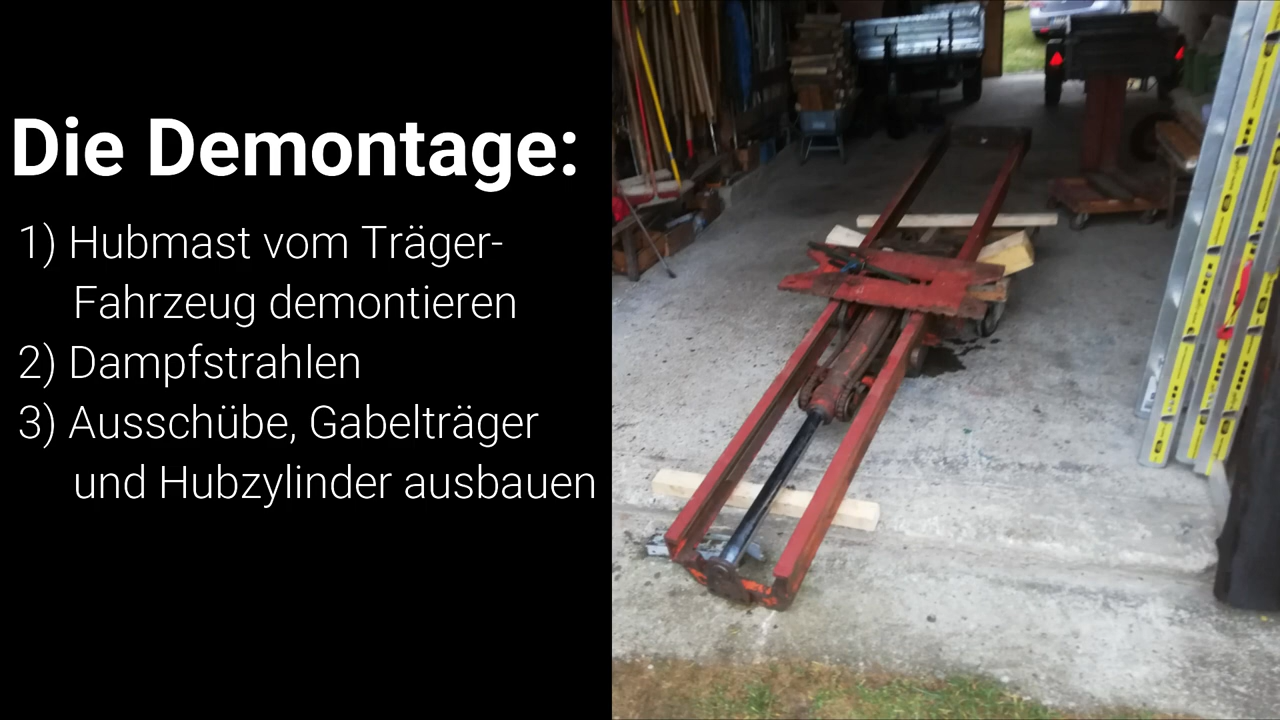 Die Demontage:
1) Hubmast vom Träger-
Fahrzeug demontieren
2) Dampfstrahlen
3) Ausschübe, Gabelträger
und Hubzylinder ausbauen